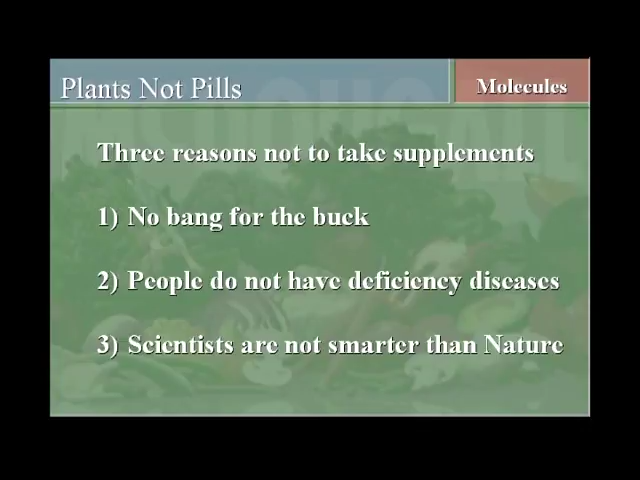 Plants Not Pills
Molecules
Three reasons not to take supplements
1) No bang for the buck
2) People do not have deficiency diseases
3) Scientists are not smarter than Nature